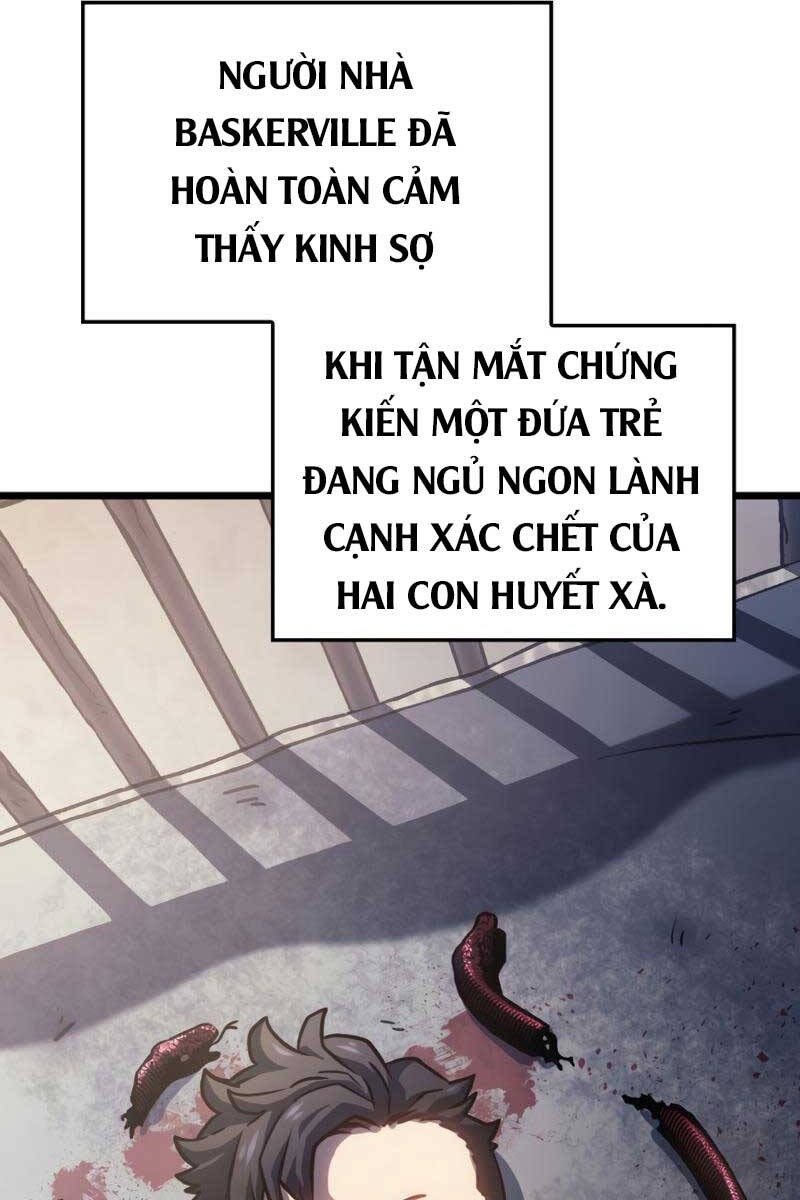 NGƯỜI NHÀ
BASKERVILLE ĐÃ
HOÀN TOÀN CẢM
THẤY KINH SỢ
KHI TẬN MẮT CHỨNG
KIẾN MỘT ĐỨA TRẺ
ĐANG NGỦ NGON LÀNH
CẠNH XÁC CHẾT CỦA
HAI CON HUYẾT XÀ.